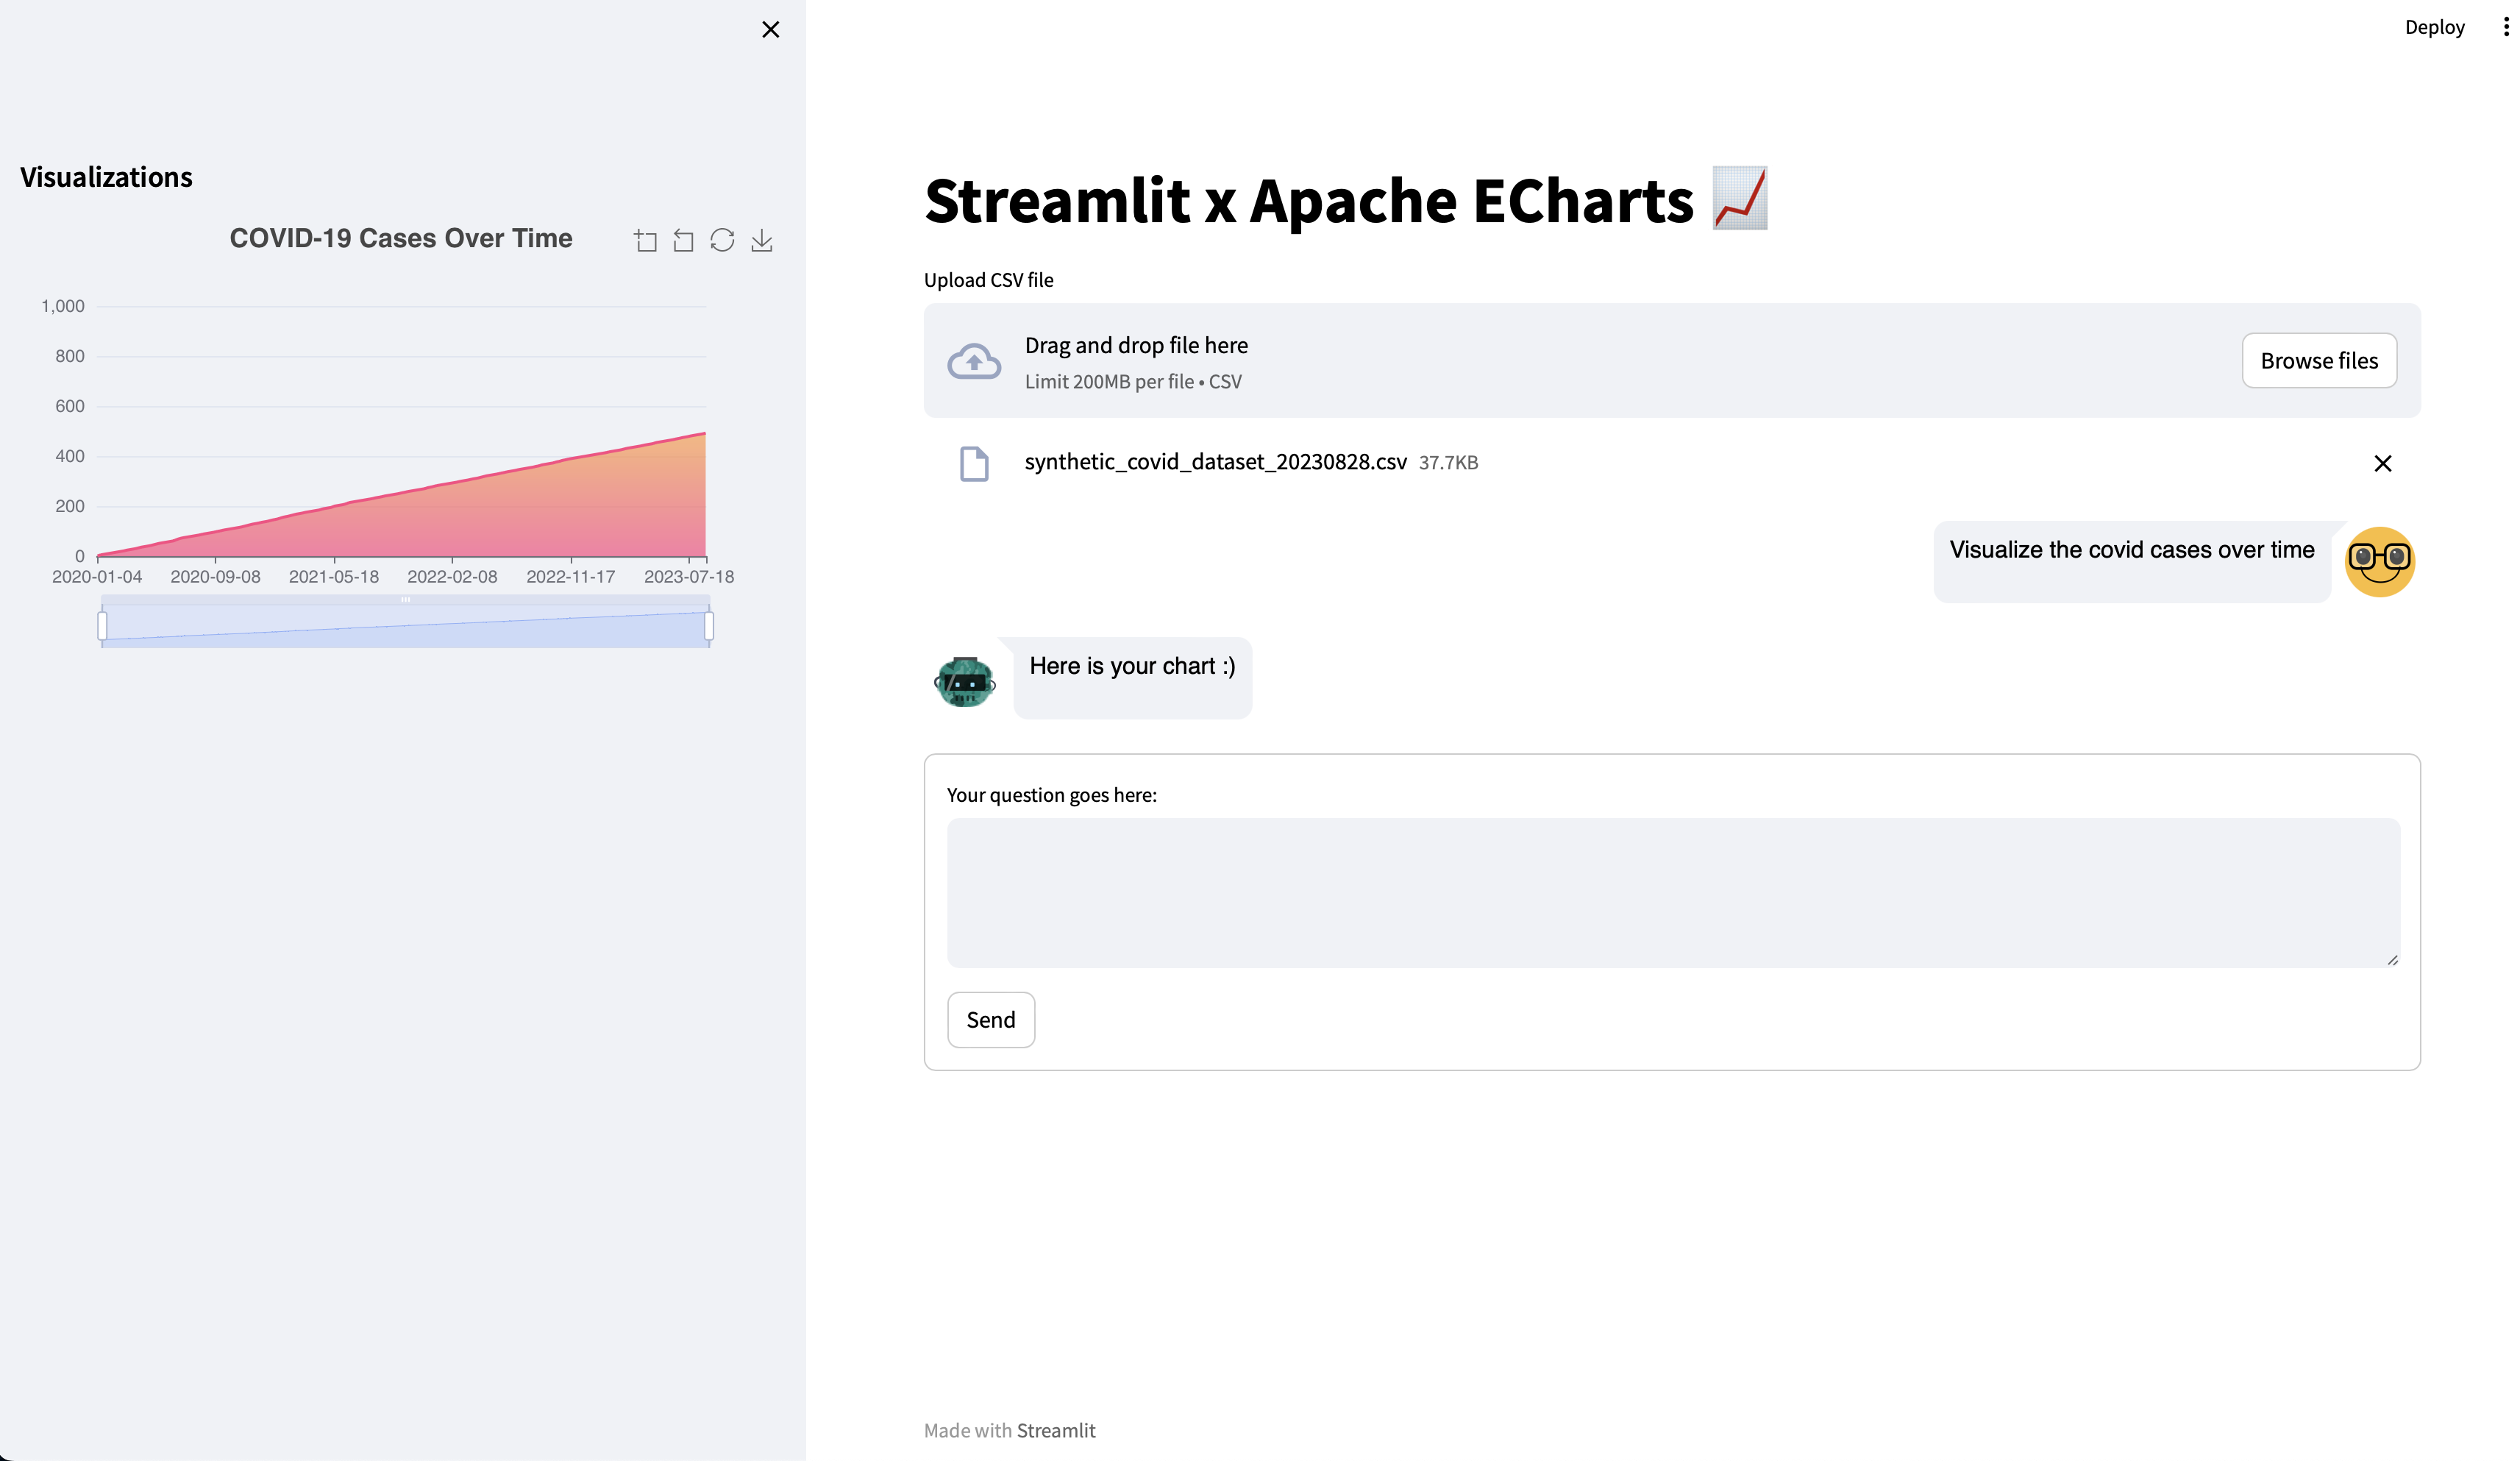 Deploy
Visualizations
COVID-19 Cases Over Time
1,000
800
600
400
200
0
2020-01-04 2020-09-08 2021-05-18 2022-02-08 2022-11-17 2023-07-18
Streamlit x Apache ECharts
Upload CSV file
Drag and drop file here
Limit 200MB per file • CSV
Browse files
synthetic_covid_dataset_20230828.csv 37.7KB
Visualize the covid cases over time
Here is your chart :)
Your question goes here:
Send
Made with Streamlit